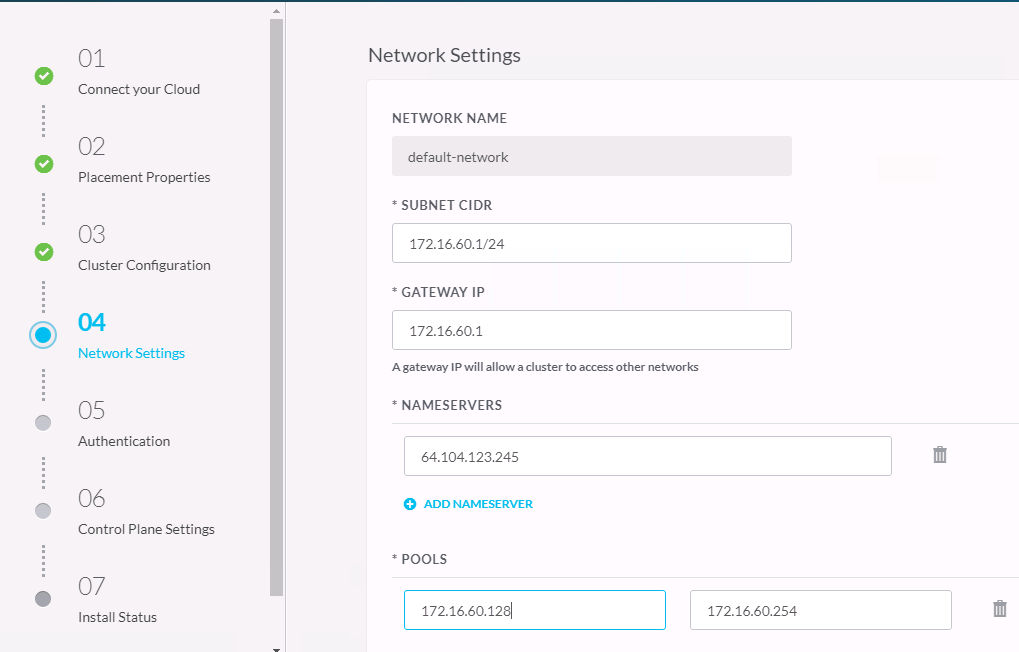 01
Connect your Cloud
02
Placement Properties
03
Cluster Configuration
04
Network Settings
05
Authentication
06
Control Plane Settings
07
Install Status
Network Settings
NETWORK NAME
default-network
* SUBNET CIDR
172.16.60.1/24
* GATEWAY IP
172.16.60.1
A gateway IP will allow a cluster to access other networks
* NAMESERVERS
64.104.123.245
ADD NAMESERVER
* POOLS
172.16.60.128 172.16.60.254